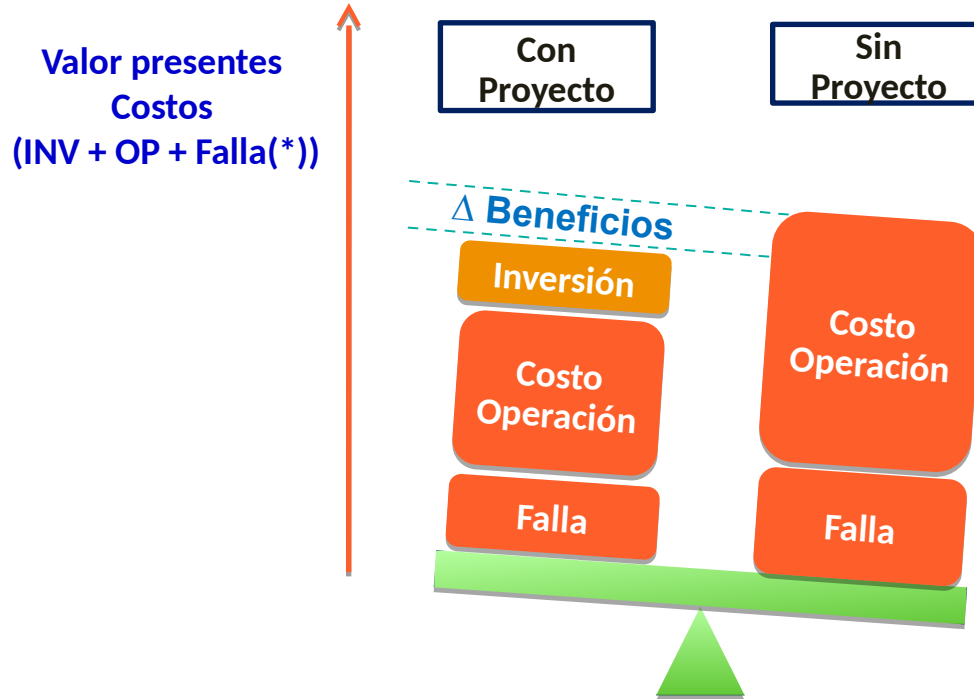 Valor presentes
Costos
(INV + OP + Falla(*))
Con
Proyecto
Sin
Proyecto
Δ Beneficios
Inversión
Costo
Operación
Falla
Costo
Operación
Falla